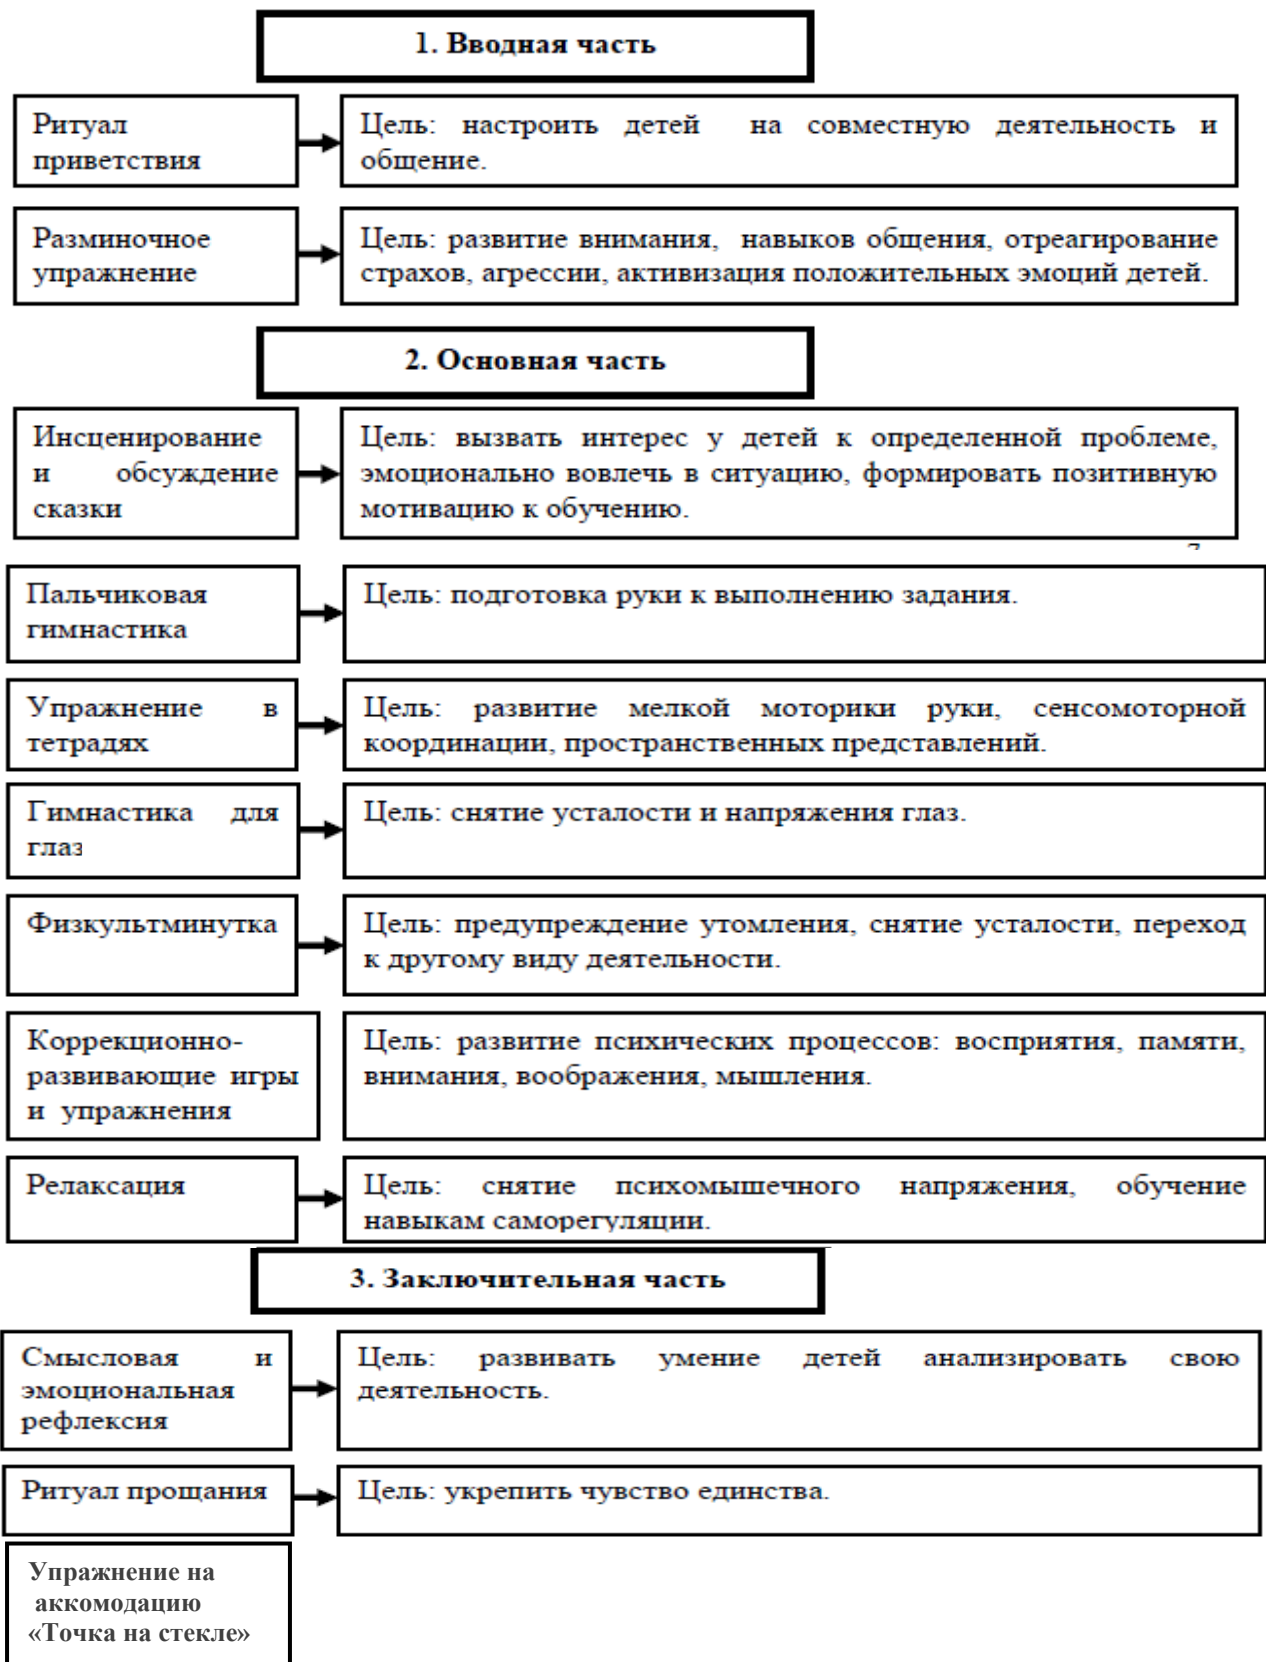 1. Вводная часть
Ритуал
приветствия
Цель: настроить детей на совместную деятельность и
общение.
Разминочное
упражнение
Цель: развитие внимания, навыков общения, отреагирование
страхов, агрессии, активизация положительных эмоций детей.
2. Основная часть
Инсценирование
и обсуждение
сказки
Цель: вызвать интерес у детей к определенной проблеме,
эмоционально вовлечь в ситуацию, формировать позитивную
мотивацию к обучению.
Пальчиковая
гимнастика
Цель: подготовка руки к выполнению задания.
Упражнение в
тетрадях
Цель: развитие мелкой моторики руки, сенсомоторной
координации, пространственных представлений.
Гимнастика для
глаз
Цель: снятие усталости и напряжения глаз.
Физкультминутка
Цель: предупреждение утомления, снятие усталости, переход
к другому виду деятельности.
Коррекционно-
развивающие игры
и упражнения
Цель: развитие психических процессов: восприятия, памяти,
внимания, воображения, мышления.
Релаксация
Цель: снятие психомышечного напряжения, обучение
навыкам саморегуляции.
3. Заключительная часть
Смысловая и
эмоциональная
рефлексия
Цель: развивать умение детей анализировать свою
деятельность.
Ритуал прощания
Цель: укрепить чувство единства.
Упражнение на
аккомодацию
«Точка на стекле»